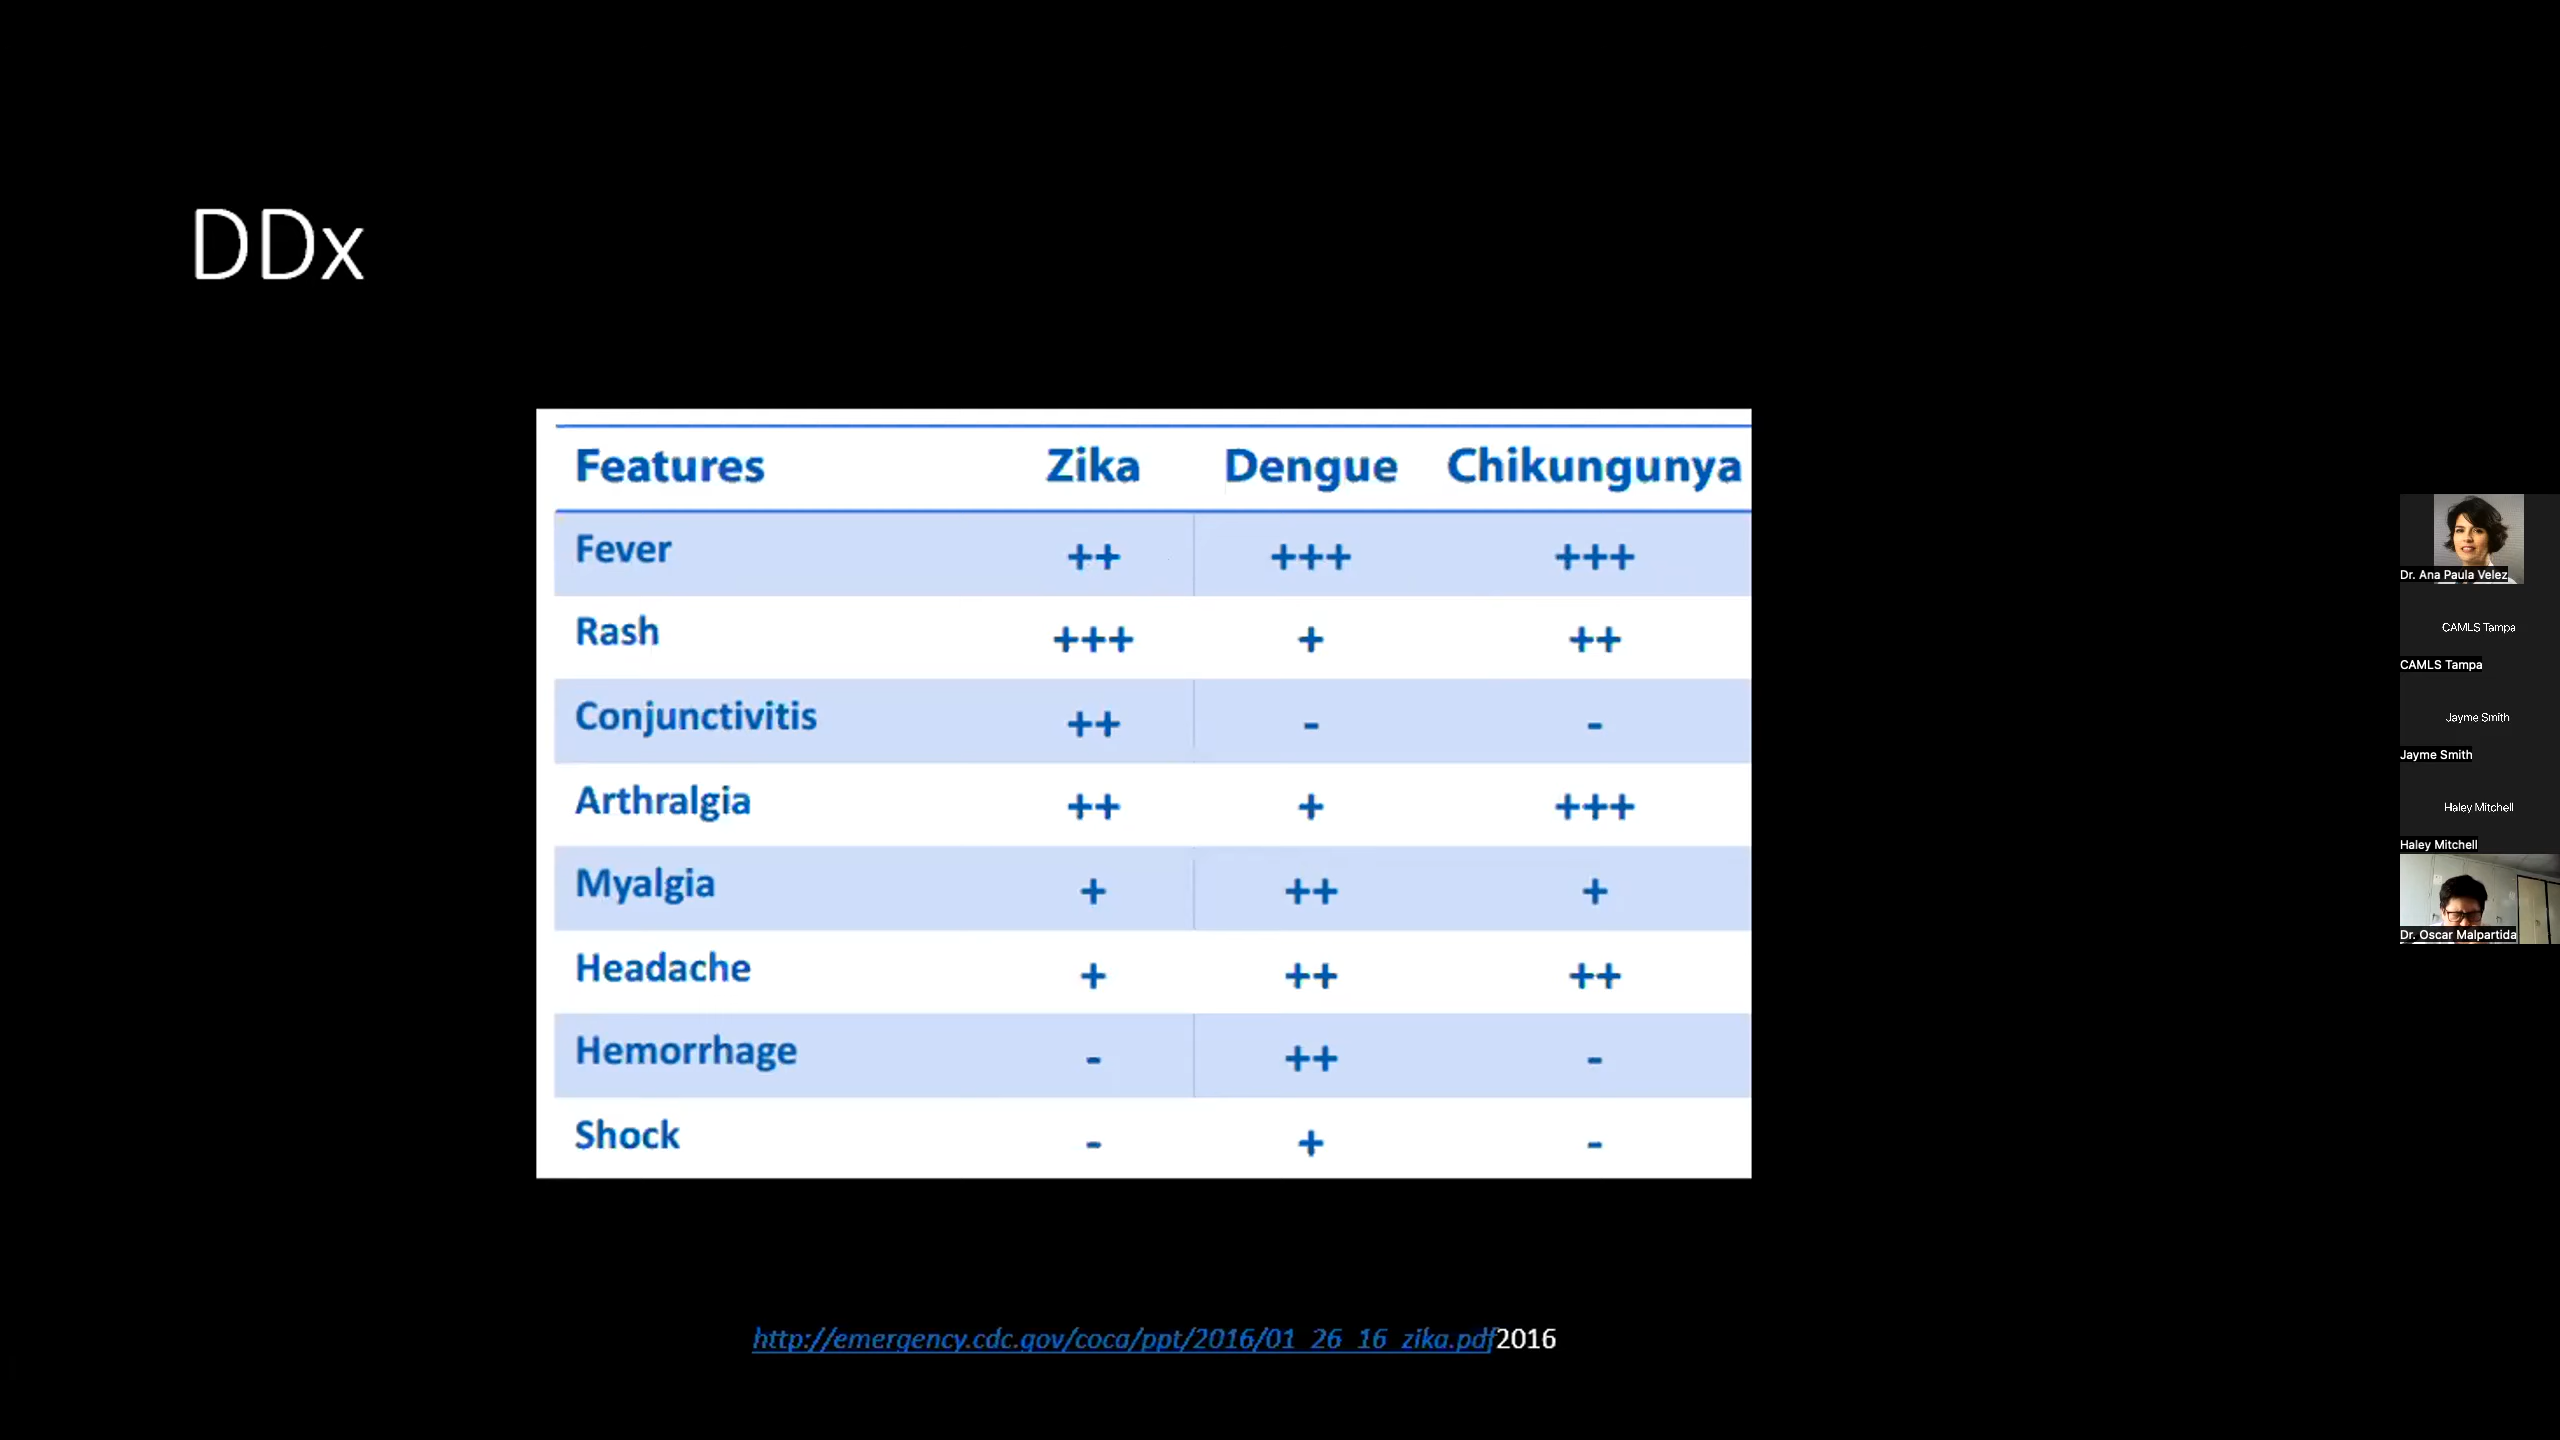 DDx
Features Zika Dengue Chikungunya
Fever ++ +++ +++
Rash +++ + ++
Conjunctivitis ++ - -
Arthralgia ++ + +++
Myalgia + ++ +
Headache + ++ ++
Hemorrhage - ++ -
Shock - + -
http://emergency.cdc.gov/coca/ppt/2016/01_26_16_zika.pdf2016
Dr. Ana Paula Velez
CAMLS Tampa
CAMLS Tampa
Jayme Smith
Jayme Smith
Haley Mitchell
Haley Mitchell
Dr. Oscar Malpartida